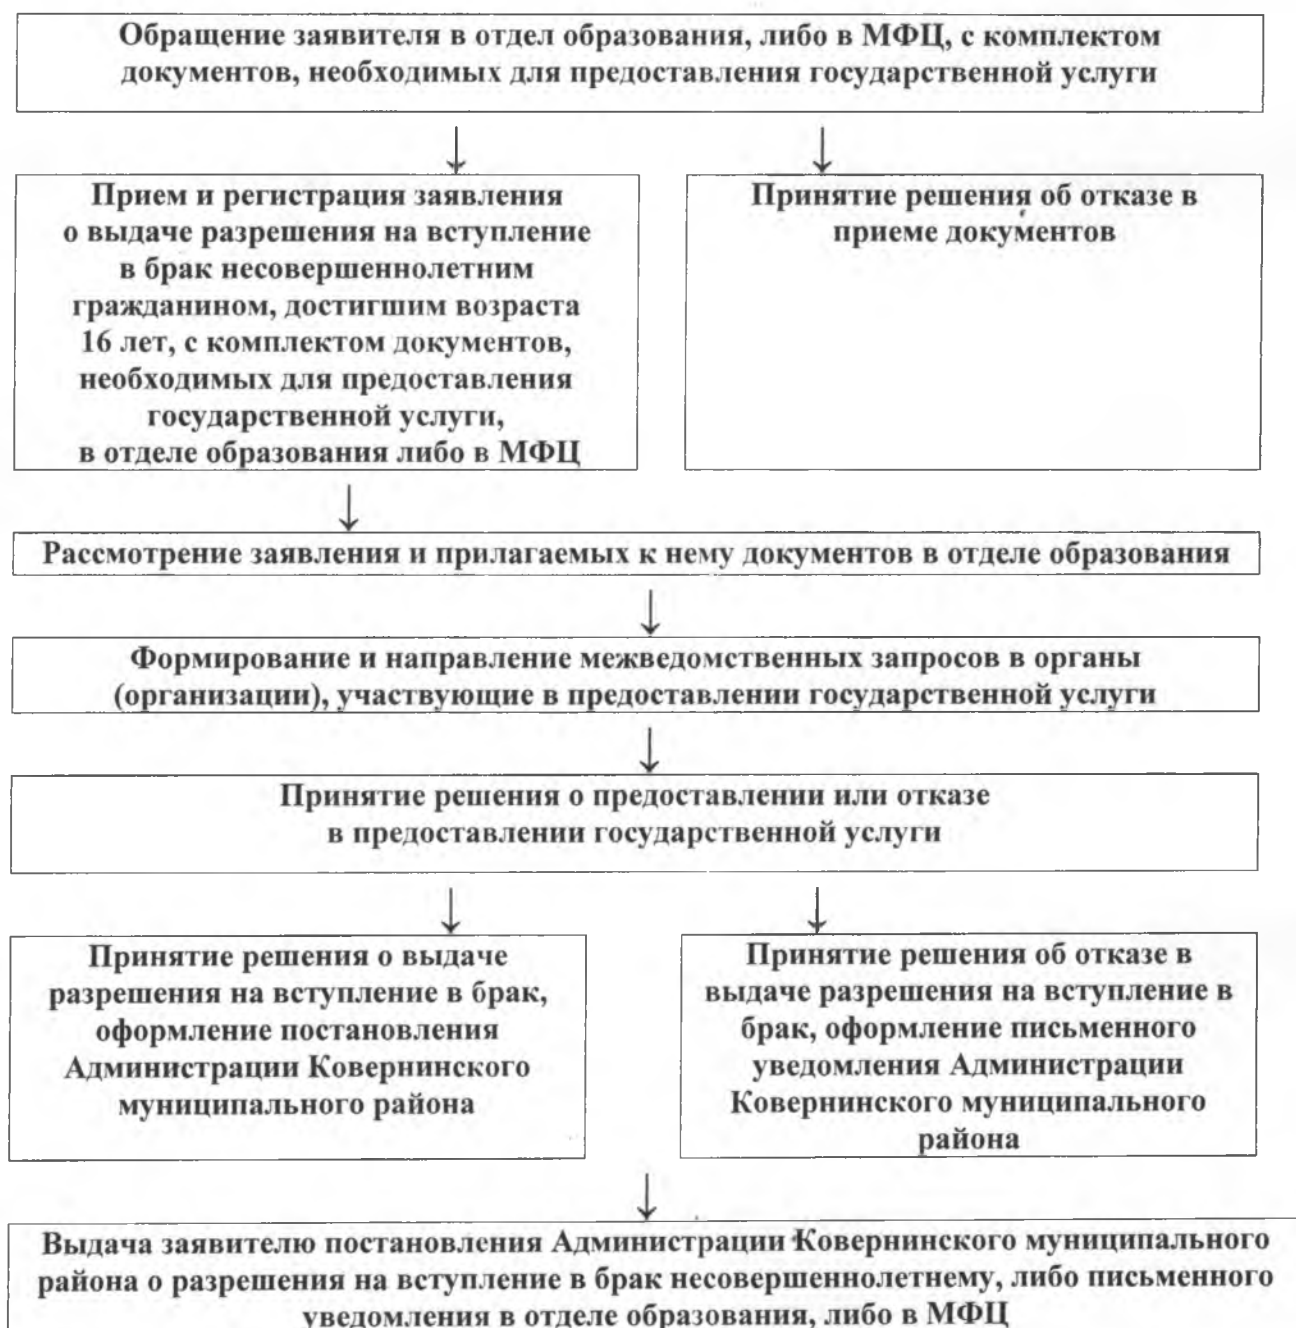 Обращение заявителя в отдел образования, либо в МФЦ, с комплектом
документов, необходимых для предоставления государственной услуги
Прием и регистрация заявления
о выдаче разрешения на вступление
в брак несовершеннолетним
гражданином, достигшим возраста
16 лет, с комплектом документов,
необходимых для предоставления
государственной услуги,
в отделе образования либо в МФЦ
Принятие решения об отказе в
приеме документов
Рассмотрение заявления и прилагаемых к нему документов в отделе образования
Формирование и направление межведомственных запросов в органы
(организации), участвующие в предоставлении государственной услуги
Принятие решения о предоставлении или отказе
в предоставлении государственной услуги
Принятие решения о выдаче
разрешения на вступление в брак,
оформление постановления
Администрации Ковернинского
муниципального района
Принятие решения об отказе в
выдаче разрешения на вступление в
брак, оформление письменного
уведомления Администрации
Ковернинского муниципального
района
Выдача заявителю постановления Администрации Ковернинского муниципального
района о разрешения на вступление в брак несовершеннолетнему, либо письменного
уведомления в отделе образования, либо в МФЦ